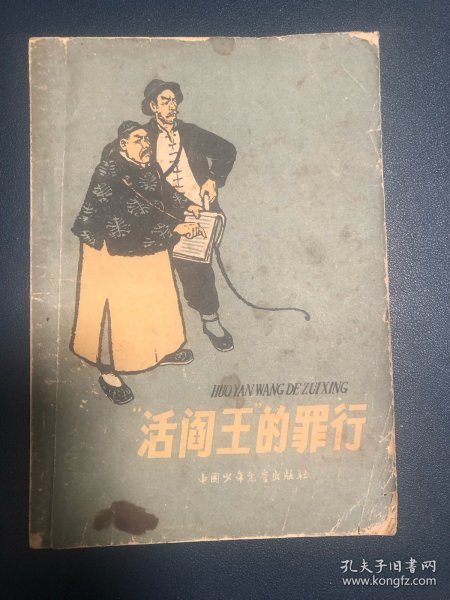 HUO YAN WANG DE ZUI XING
“活阎王”的罪行
中国少年儿童出版社
孔夫子旧书网
www.kongfz.com